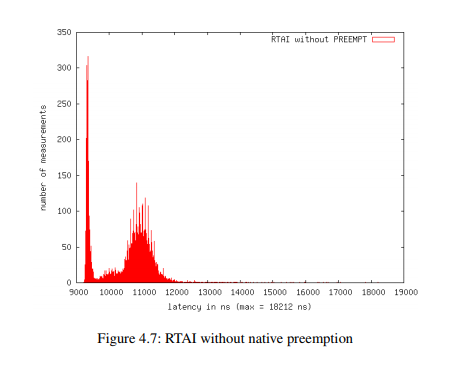 350
RTAI without PREEMPT
300
250
200
150
100
50
0
number of measurements
9000 10000 11000 12000 13000 14000 15000 16000 17000 18000 19000
latency in ns (max = 18212 ns)
Figure 4.7: RTAI without native preemption